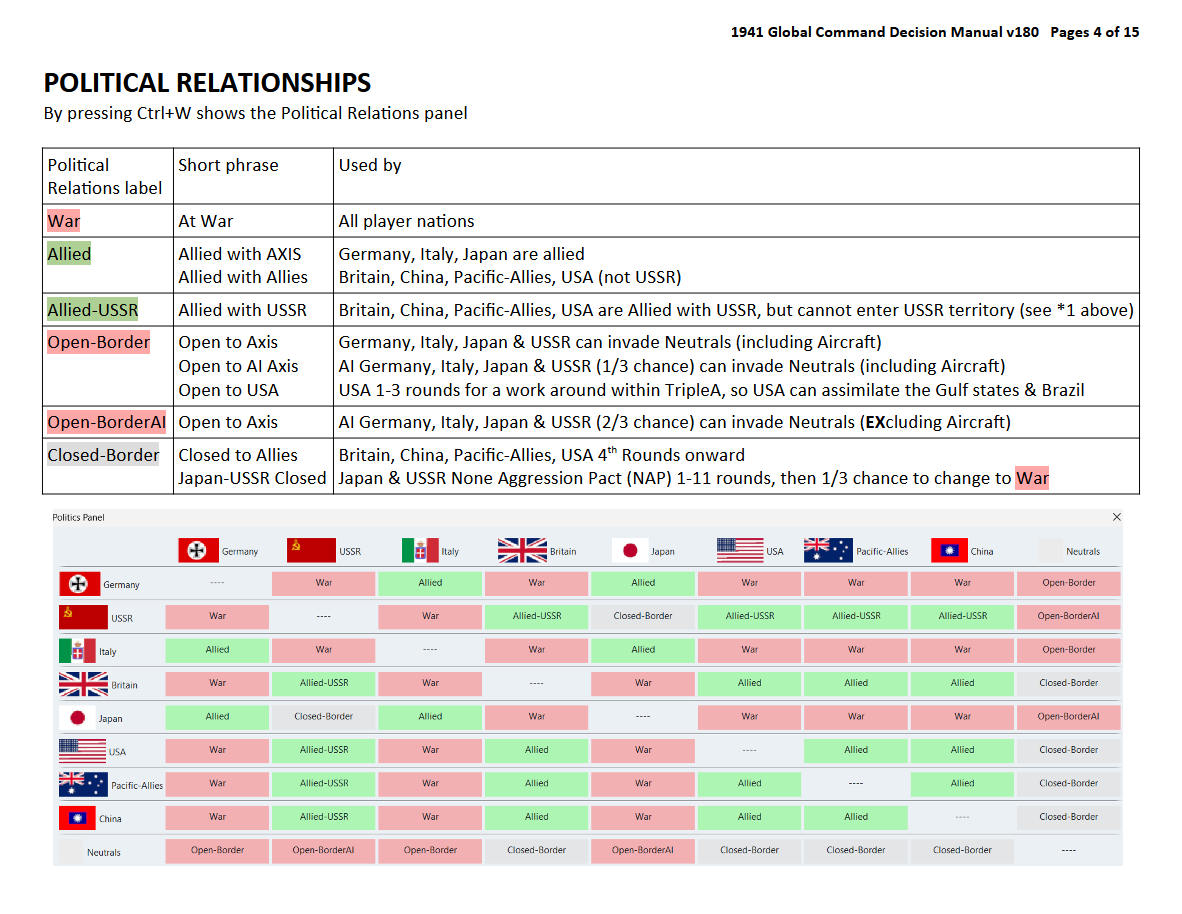 1941 Global Command Decision Manual v180 Pages 4 of 15
POLITICAL RELATIONSHIPS
By pressing Ctrl+W shows the Political Relations panel
Political Relations label Short phrase Used by
War At War All player nations
Allied Allied with AXIS Germany, Italy, Japan are allied
Allied with Allies Britain, China, Pacific-Allies, USA (not USSR)
Allied-USSR Allied with USSR Britain, China, Pacific-Allies, USA are Allied with USSR, but cannot enter USSR territory (see *1 above)
Open-Border Open to Axis Germany, Italy, Japan & USSR can invade Neutrals (including Aircraft)
Open to AI Axis AI Germany, Italy, Japan & USSR (1/3 chance) can invade Neutrals (including Aircraft)
Open to USA USA 1-3 rounds for a work around within TripleA, so USA can assimilate the Gulf states & Brazil
Open-BorderAI Open to Axis AI Germany, Italy, Japan & USSR (2/3 chance) can invade Neutrals (EXcluding Aircraft)
Closed-Border Closed to Allies Britain, China, Pacific-Allies, USA 4th Rounds onward
Japan-USSR Closed Japan & USSR None Aggression Pact (NAP) 1-11 rounds, then 1/3 chance to change to War
Politics Panel
Germany USSR Italy Britain Japan USA Pacific-Allies China Neutrals
Germany ---- War Allied War Allied War War War Open-Border
USSR War ---- War Allied-USSR Closed-Border Allied-USSR Allied-USSR Allied-USSR Open-BorderAI
Italy Allied War ---- War Allied War War War Open-Border
Britain War Allied-USSR War ---- War Allied Allied Allied Closed-Border
Japan Allied Closed-Border Allied War ---- War War War Open-BorderAI
USA War Allied-USSR War Allied War ---- Allied Allied Closed-Border
Pacific-Allies War Allied-USSR War Allied War Allied ---- Allied Closed-Border
China War Allied-USSR War Allied War Allied Allied ---- Closed-Border
Neutrals Open-Border Open-BorderAI Open-Border Closed-Border Open-BorderAI Closed-Border Closed-Border Closed-Border ----